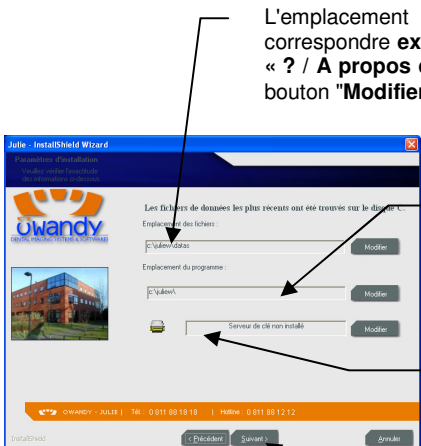 L'emplacement
correspondre ex
« ? / A propos
bouton "Modifier
Julie - InstallShield Wizard
Paramètres d'installation
Veuillez vérifier l'exactitude
des informations ci-dessous
Les fichiers de données les plus récents ont été trouvés sur le disque C.
owandy
DENTAL IMAGING SYSTEMS & SOFTWARE
Emplacement des fichiers :
c:\juliew\datas
Modifier
Emplacement du programme :
c:\juliew\
Modifier
Serveur de clé non installé
Modifier
OWANDY - JULIE | Tél. : 0 811 88 18 18 | Hotline : 0 811 88 12 12
InstallShield
< Précédent
Suivant >
Annuler